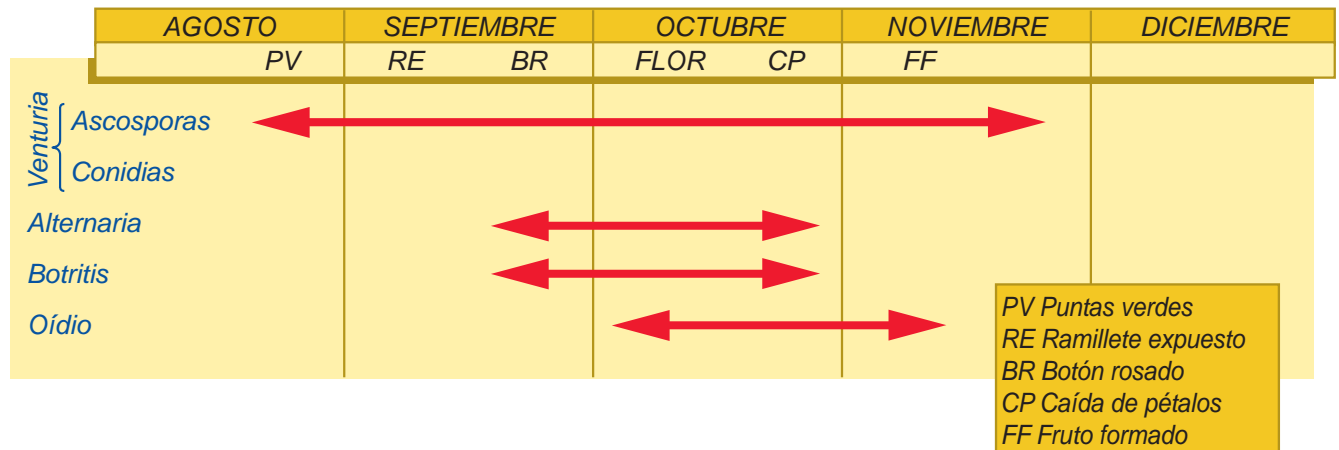 AGOSTO SEPTIEMBRE OCTUBRE NOVIEMBRE DICIEMBRE
PV RE BR FLOR CP FF
Venturia
Ascosporas
Conidias
Alternaria
Botritis
Oídio
PV Puntas verdes
RE Ramillete expuesto
BR Botón rosado
CP Caída de pétalos
FF Fruto formado